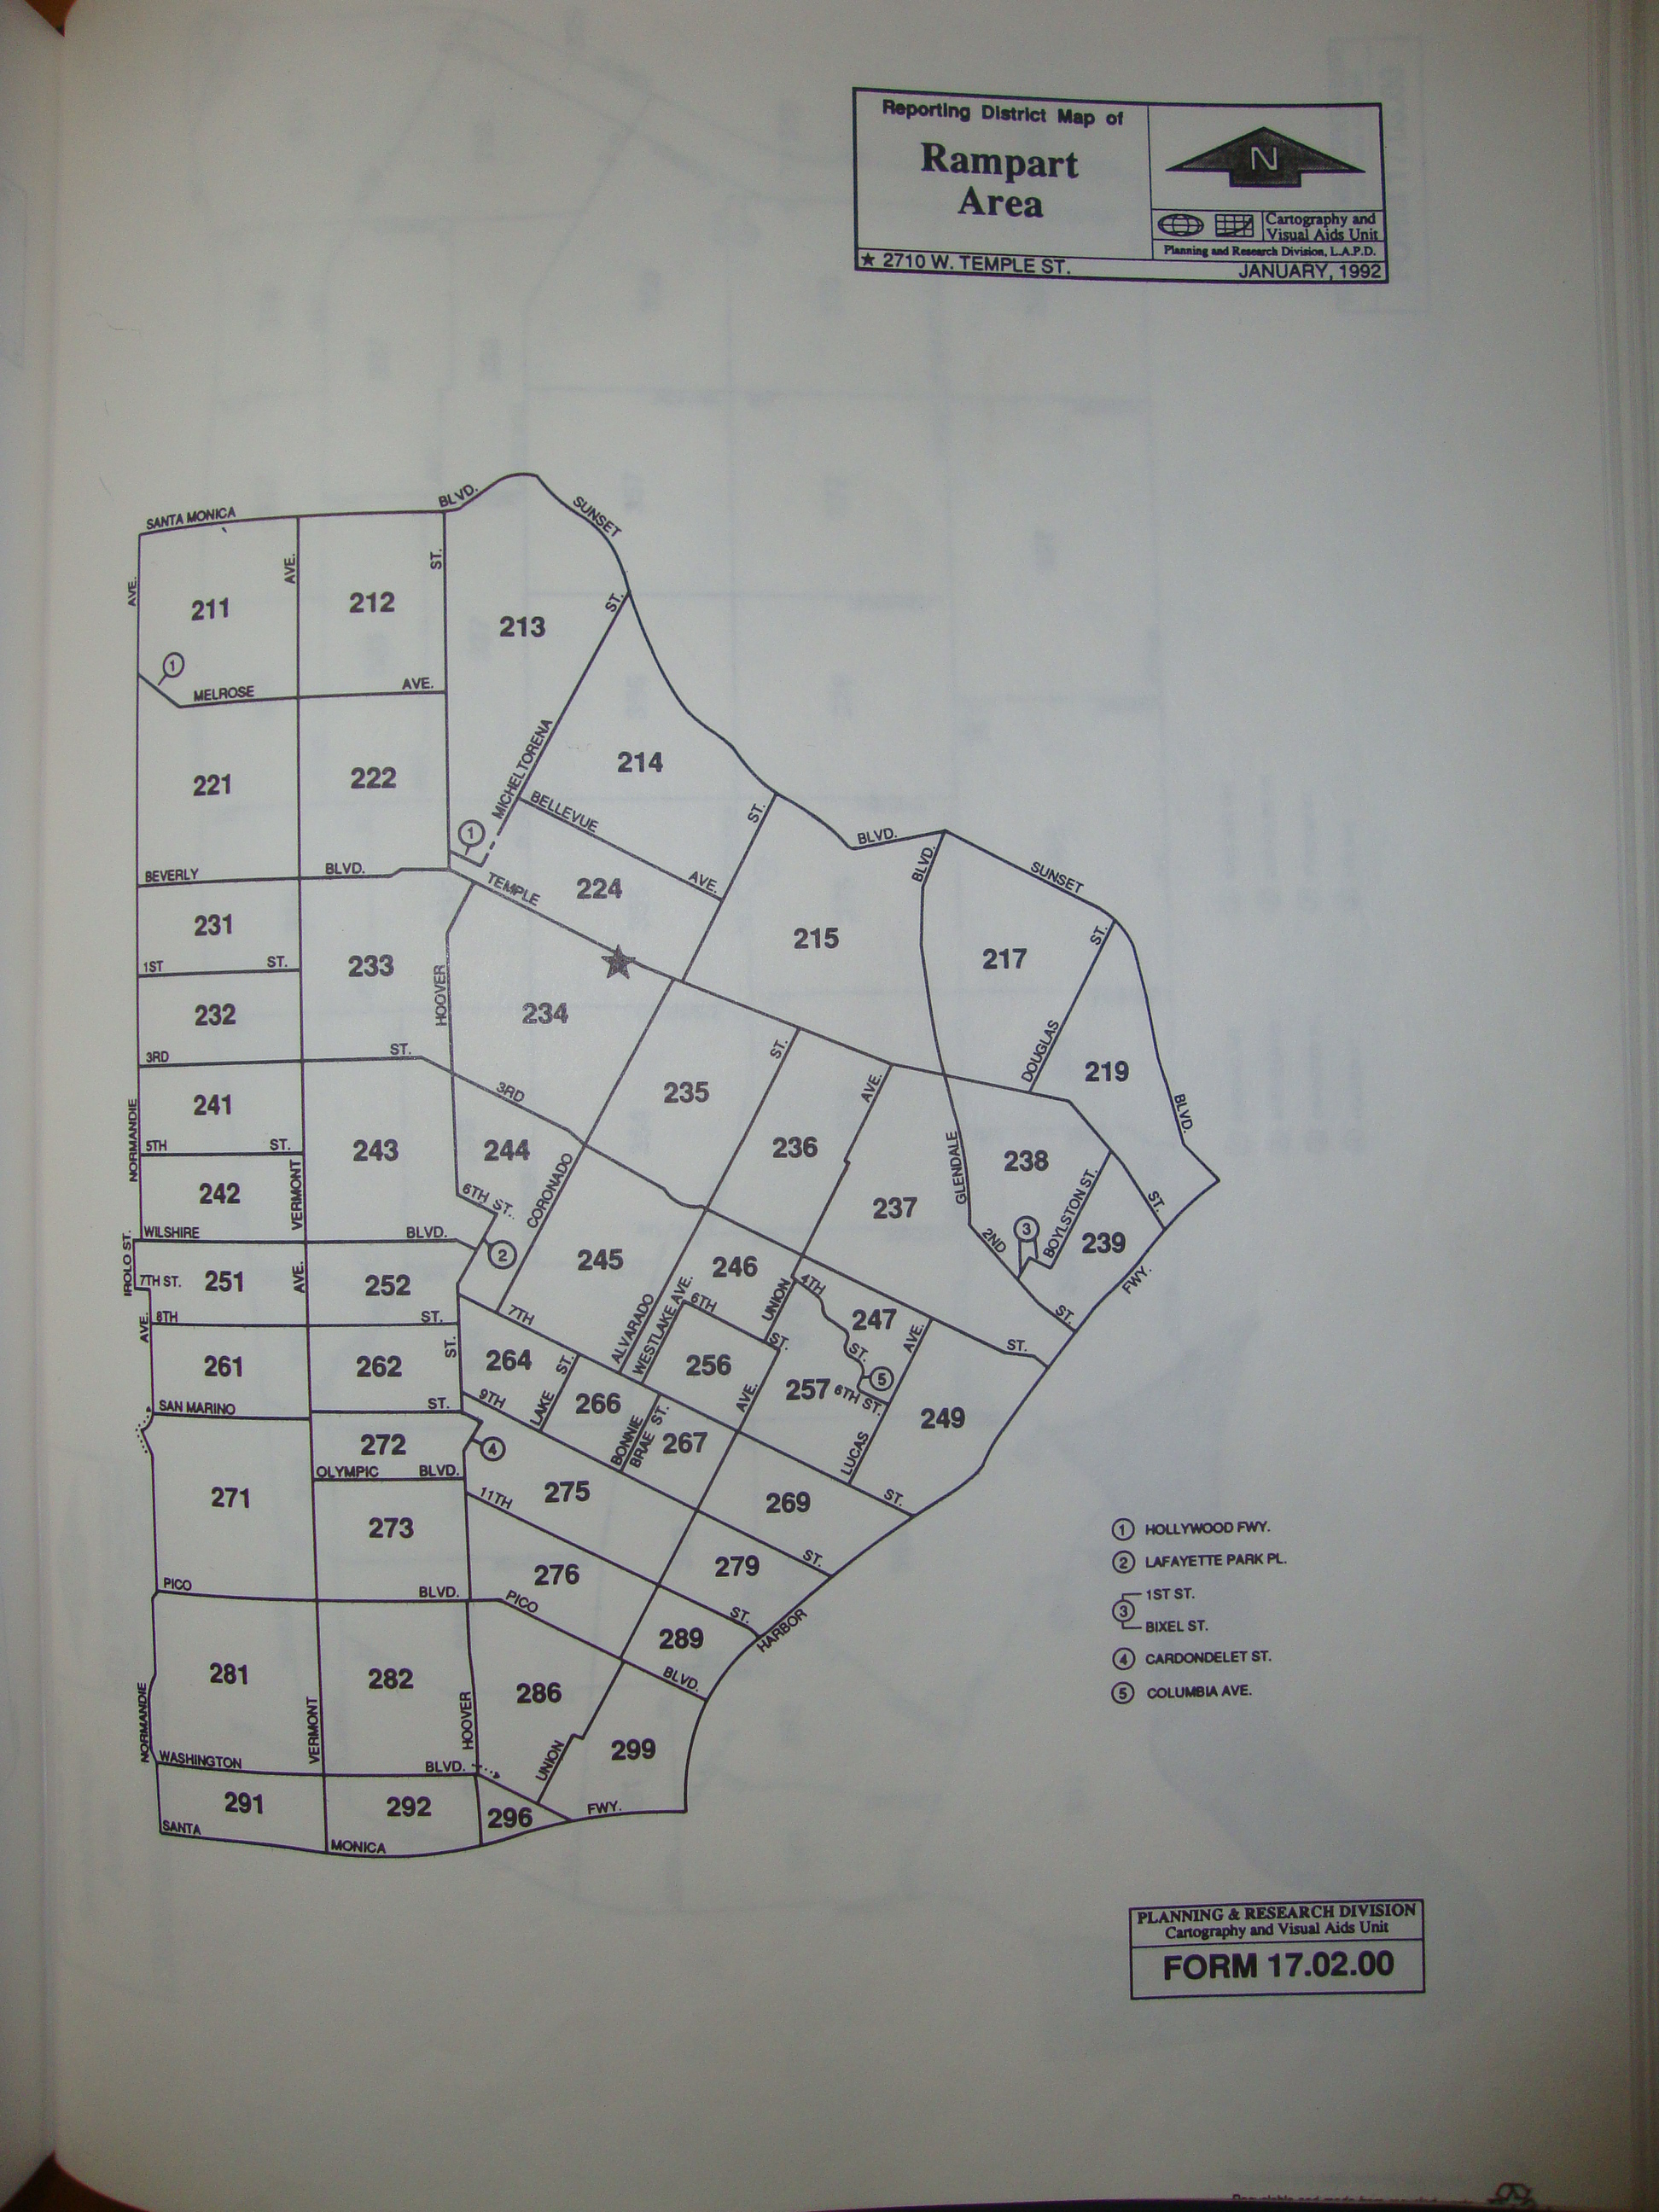 Reporting District Map of
Rampart
Area
N
Cartography and
Visual Aids Unit
Planning and Research Division, L.A.P.D.
★ 2710 W. TEMPLE ST.
JANUARY, 1992
SANTA MONICA
BLVD.
SUNSET
AVE.
AVE.
ST.
211
212
213
ST.
1
MELROSE
AVE.
MICHELTORENA
214
221
222
BELLEVUE
ST.
1
BLVD.
BLVD.
SUNSET
BEVERLY
BLVD.
TEMPLE
224
AVE.
231
215
217
ST.
1ST
ST.
233
HOOVER
234
232
DOUGLAS
219
3RD
ST.
3RD
235
ST.
AVE.
BLVD.
241
NORMANDIE
5TH
ST.
243
244
236
GLENDALE
238
242
VERMONT
6TH ST.
CORONADO
237
BOYLSTON ST.
ST.
WILSHIRE
BLVD.
2
2ND
3
239
IROLO ST.
7TH ST.
251
AVE.
252
245
246
UNION
4TH
FWY.
8TH
AVE.
ST.
7TH
ALVARADO
WESTLAKE AVE.
6TH
ST.
247
AVE.
ST.
ST.
261
262
ST.
264
ST.
256
257
ST.
5
6TH ST.
SAN MARINO
ST.
9TH
LAKE
266
AVE.
249
272
4
BONNIE
BRAE
ST.
267
LUCAS
OLYMPIC
BLVD.
271
11TH
275
269
ST.
273
276
279
ST.
PICO
BLVD.
PICO
ST.
HARBOR
289
281
282
286
BLVD.
NORMANDIE
VERMONT
HOOVER
UNION
299
WASHINGTON
BLVD.
291
292
296
FWY.
SANTA
MONICA
1 HOLLYWOOD FWY.
2 LAFAYETTE PARK PL.
1ST ST.
3
BIXEL ST.
4 CARDONDELET ST.
5 COLUMBIA AVE.
PLANNING & RESEARCH DIVISION
Cartography and Visual Aids Unit
FORM 17.02.00